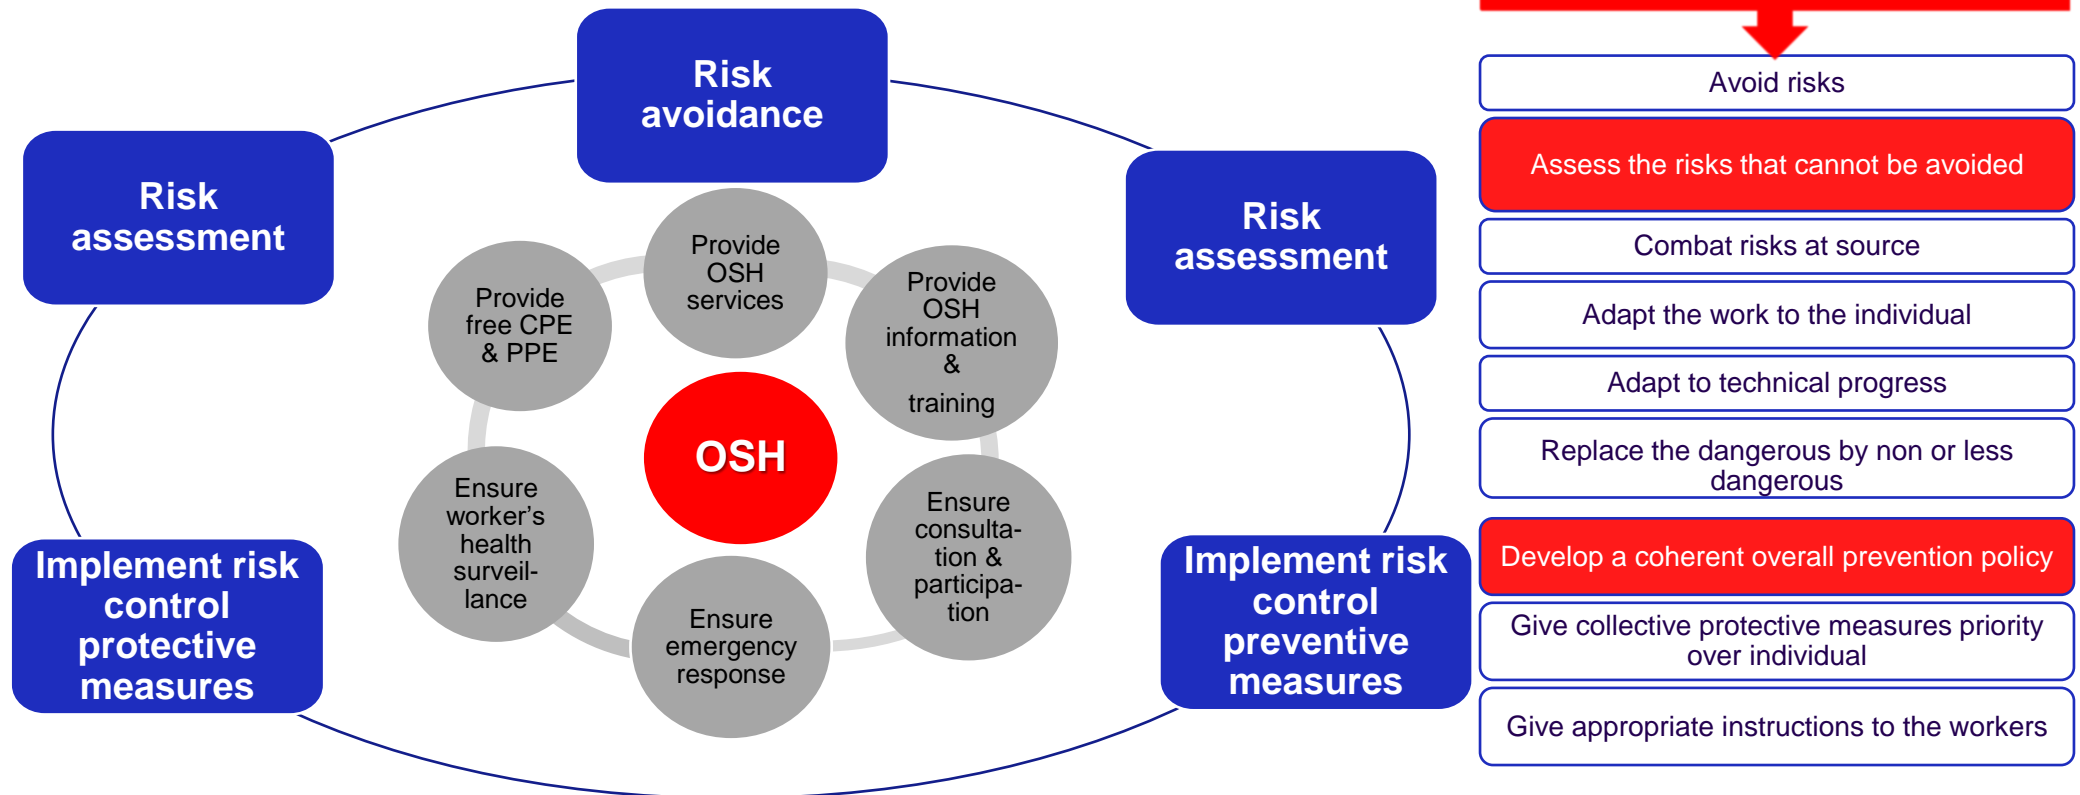 Risk
avoidance
Risk
assessment
Risk
assessment
Implement risk
control
protective
measures
Implement risk
control
preventive
measures
Provide
OSH
services
Provide
OSH
information
&
training
Ensure
consulta-
tion &
participa-
tion
Ensure
emergency
response
Ensure
worker’s
health
surveil-
lance
Provide
free CPE
& PPE
OSH
Avoid risks
Assess the risks that cannot be avoided
Combat risks at source
Adapt the work to the individual
Adapt to technical progress
Replace the dangerous by non or less
dangerous
Develop a coherent overall prevention policy
Give collective protective measures priority
over individual
Give appropriate instructions to the workers